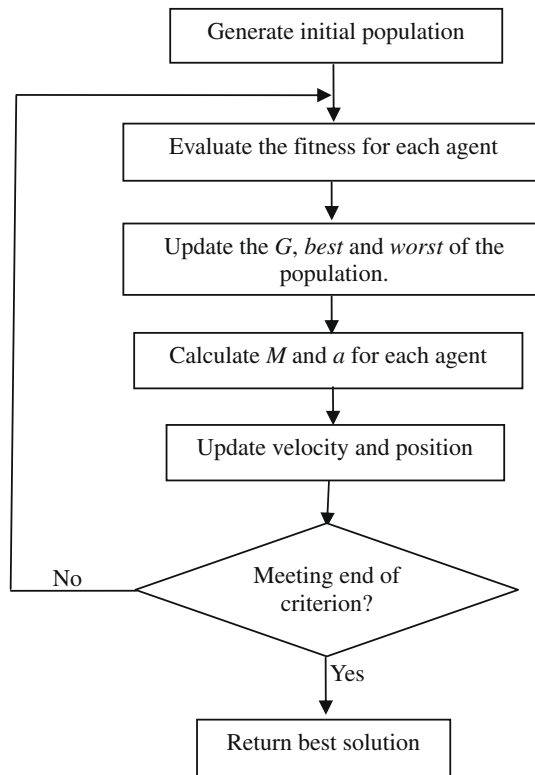 Generate initial population
Evaluate the fitness for each agent
Update the G, best and worst of the
population.
Calculate M and a for each agent
Update velocity and position
Meeting end of
criterion?
No
Yes
Return best solution